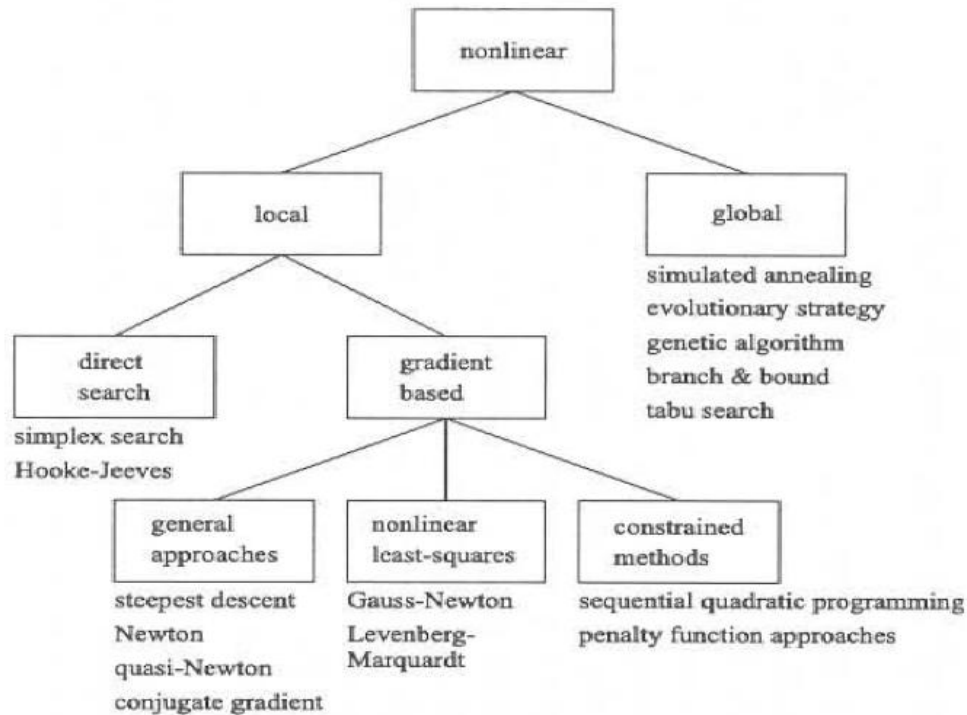 nonlinear
local
global
simulated annealing
evolutionary strategy
genetic algorithm
branch & bound
tabu search
direct
search
simplex search
Hooke-Jeeves
gradient
based
general
approaches
steepest descent
Newton
quasi-Newton
conjugate gradient
nonlinear
least-squares
Gauss-Newton
Levenberg-
Marquardt
constrained
methods
sequential quadratic programming
penalty function approaches